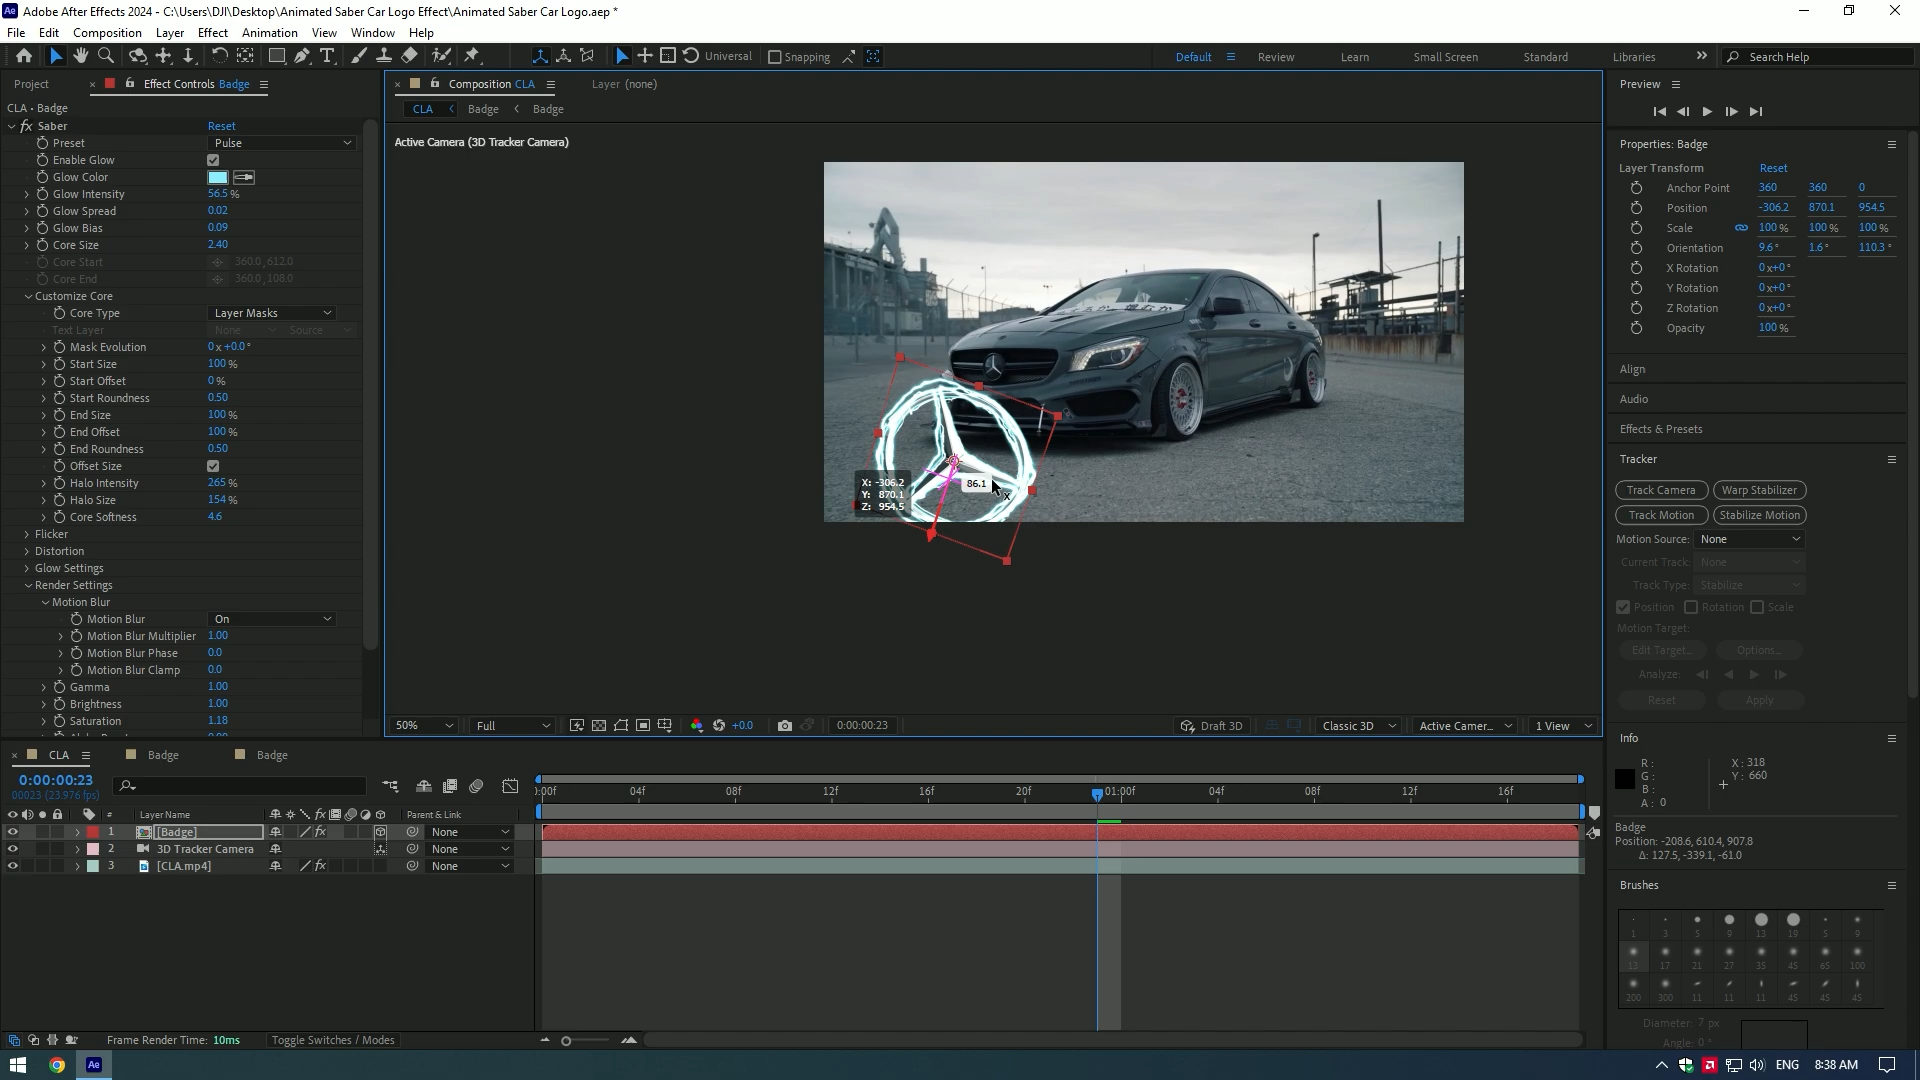 Adobe After Effects 2024 - C:\Users\DJI\Desktop\Animated Saber Car Logo Effect\Animated Saber Car Logo.aep *
File Edit Composition Layer Effect Animation View Window Help
Universal Snapping Default Review Learn Small Screen Standard Libraries Search Help
Project Effect Controls Badge
CLA • Badge
fx Saber Reset
Preset Pulse
Enable Glow
Glow Color
Glow Intensity 56.5 %
Glow Spread 0.02
Glow Bias 0.09
Core Size 2.40
Core Start 360.0, 612.0
Core End 360.0, 108.0
Customize Core
Core Type Layer Masks
Text Layer None Source
Mask Evolution 0 x +0.0 °
Start Size 100 %
Start Offset 0 %
Start Roundness 0.50
End Size 100 %
End Offset 100 %
End Roundness 0.50
Offset Size
Halo Intensity 265 %
Halo Size 154 %
Core Softness 4.6
Flicker
Distortion
Glow Settings
Render Settings
Motion Blur
Motion Blur On
Motion Blur Multiplier 1.00
Motion Blur Phase 0.0
Motion Blur Clamp 0.0
Gamma 1.00
Brightness 1.00
Saturation 1.18
Composition CLA Layer (none)
CLA Badge Badge
Active Camera (3D Tracker Camera)
X: -306.2
Y: 870.1
Z: 954.5
86.1
x
50% Full +0.0 0:00:00:23 Draft 3D Classic 3D Active Camer... 1 View
Preview
Properties: Badge
Layer Transform Reset
Anchor Point 360 360 0
Position -306.2 870.1 954.5
Scale 100 % 100 % 100 %
Orientation 9.6 ° 1.6 ° 110.3 °
X Rotation 0 x+0 °
Y Rotation 0 x+0 °
Z Rotation 0 x+0 °
Opacity 100 %
Align
Audio
Effects & Presets
Tracker
Track Camera Warp Stabilizer
Track Motion Stabilize Motion
Motion Source: None
Current Track: None
Track Type: Stabilize
Position Rotation Scale
Motion Target:
Edit Target... Options...
Analyze:
Reset Apply
Info
R :
G :
B :
A : 0
X : 318
Y : 660
Badge
Position: -208.6, 610.4, 907.8
Δ: 127.5, -339.1, -61.0
Brushes
1 3 5 9 13 19 5 9
13 17 21 27 35 45 65 100
200 300 11 11 11 45 45 45
Diameter: 7 px
Angle: 0 °
CLA Badge Badge
0:00:00:23
00023 (23.976 fps)
# Layer Name fx Parent & Link
1 [Badge] fx None
2 3D Tracker Camera None
3 [CLA.mp4] fx None
):00f 04f 08f 12f 16f 20f 01:00f 04f 08f 12f 16f
Frame Render Time: 10ms Toggle Switches / Modes
Ae ENG 8:38 AM